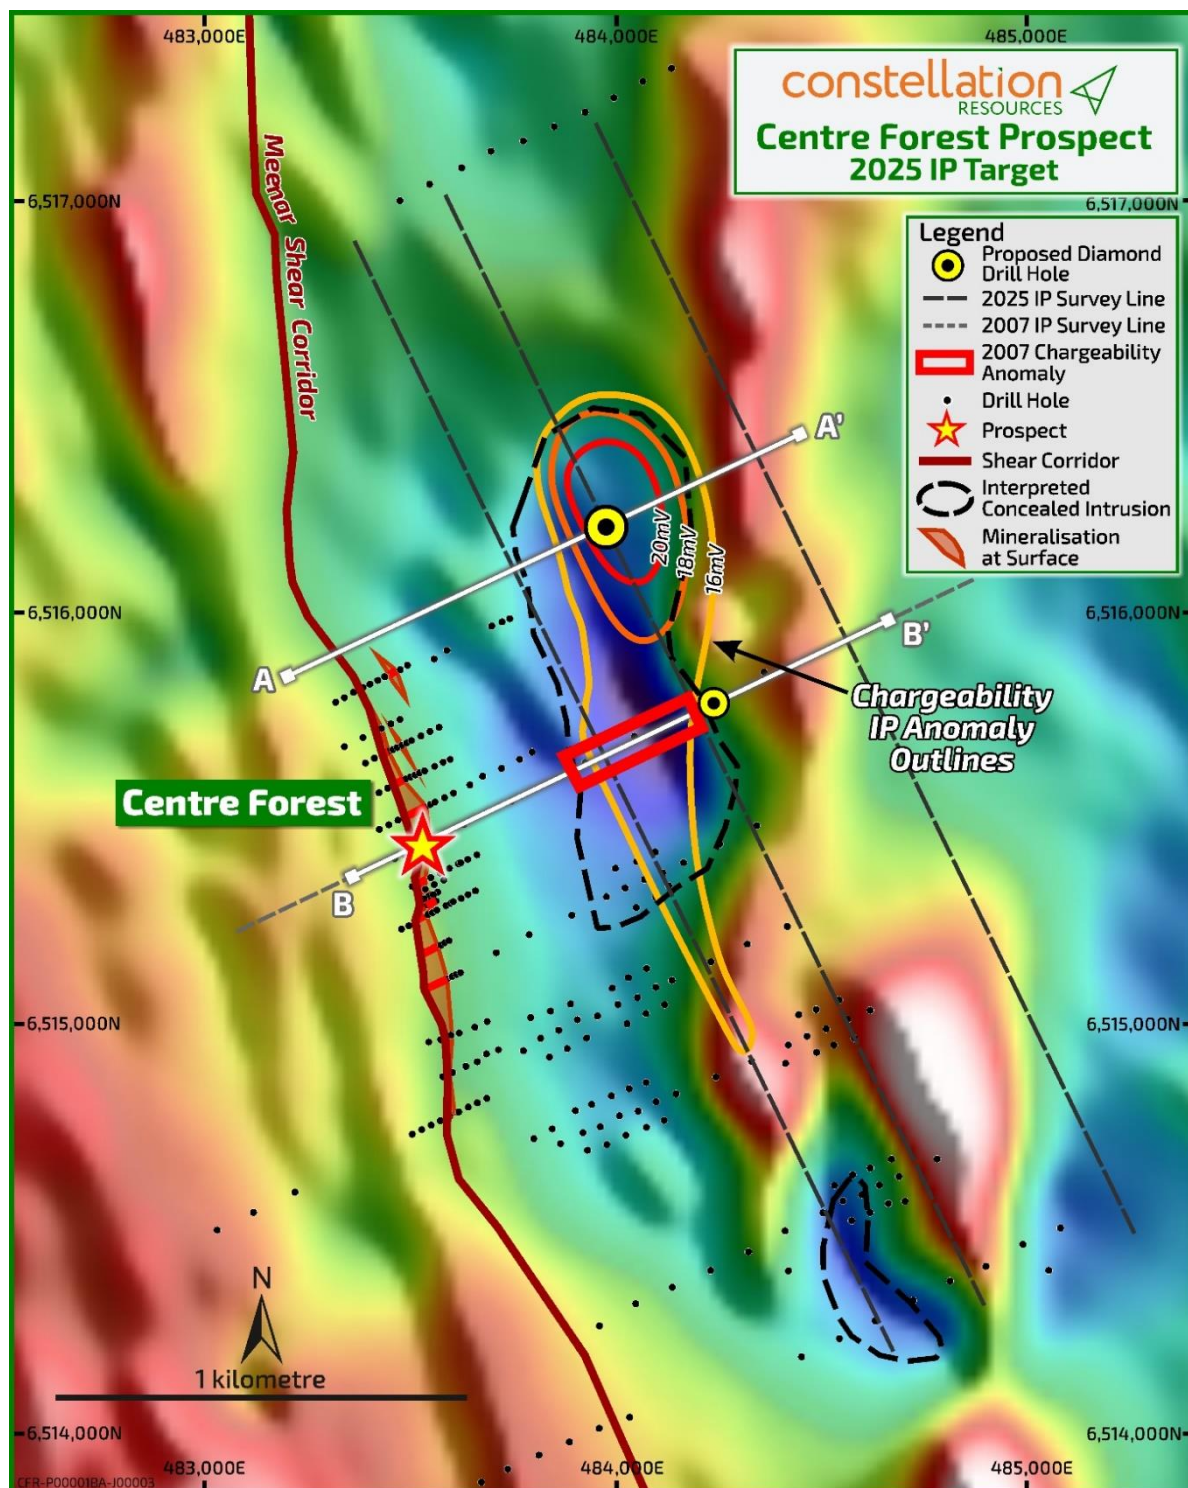 483,000E
484,000E
485,000E
constellation
RESOURCES
Centre Forest Prospect
2025 IP Target
6,517,000N
6,517,000N
Meenar Shear Corridor
Legend
Proposed Diamond
Drill Hole
2025 IP Survey Line
2007 IP Survey Line
2007 Chargeability
Anomaly
Drill Hole
Prospect
Shear Corridor
Interpreted
Concealed Intrusion
Mineralisation
at Surface
A'
20mV
18mV
16mV
6,516,000N
6,516,000N
B'
A
Chargeability
IP Anomaly
Outlines
Centre Forest
B
6,515,000N
6,515,000N
N
1 kilometre
6,514,000N
6,514,000N
483,000E
484,000E
485,000E
CFR-P00001BA-J00003